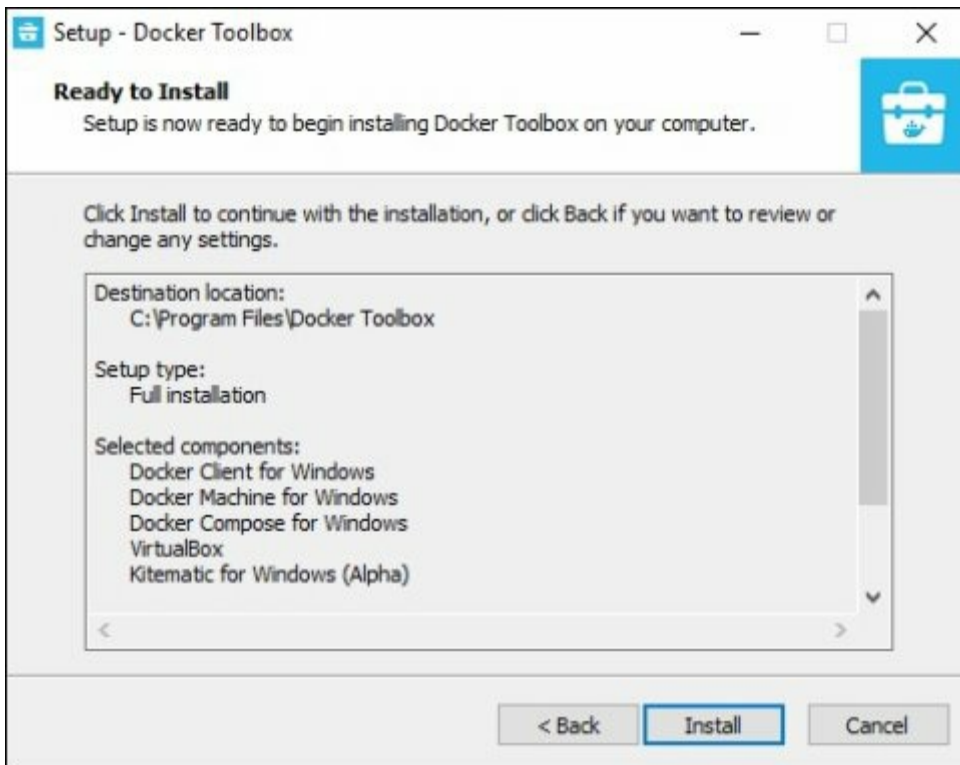 Setup - Docker Toolbox
Ready to Install
Setup is now ready to begin installing Docker Toolbox on your computer.
Click Install to continue with the installation, or click Back if you want to review or
change any settings.
Destination location:
C:\Program Files\Docker Toolbox
Setup type:
Full installation
Selected components:
Docker Client for Windows
Docker Machine for Windows
Docker Compose for Windows
VirtualBox
Kitematic for Windows (Alpha)
< Back
Install
Cancel